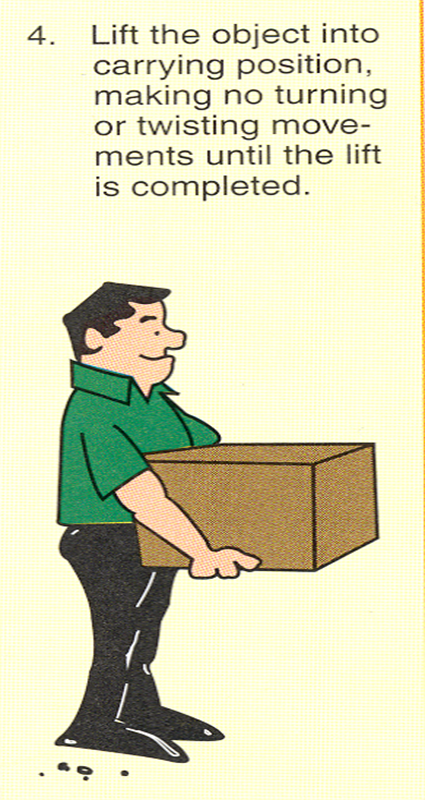 4. Lift the object into
carrying position,
making no turning
or twisting move-
ments until the lift
is completed.